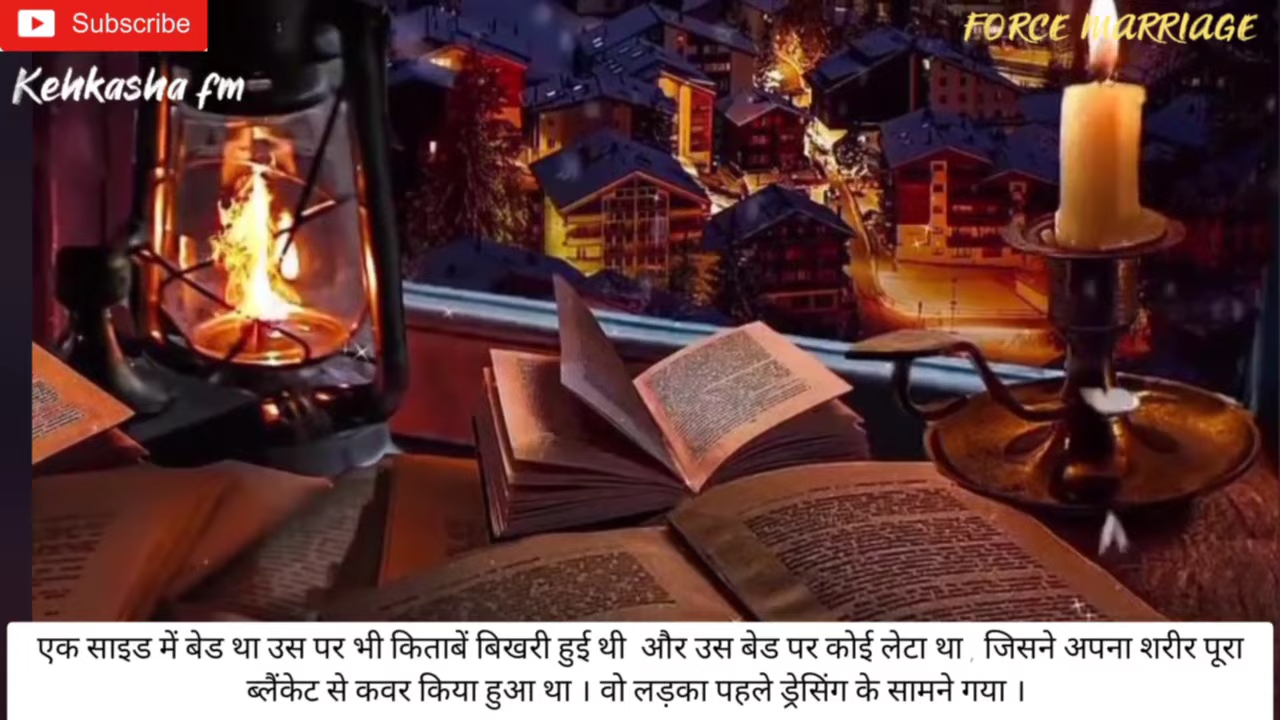 Subscribe
FORCE MARRIAGE
Kehkasha fm
एक साइड में बेड था उस पर भी किताबें बिखरी हुई थी और उस बेड पर कोई लेटा था , जिसने अपना शरीर पूरा
ब्लैंकेट से कवर किया हुआ था । वो लड़का पहले ड्रेसिंग के सामने गया ।